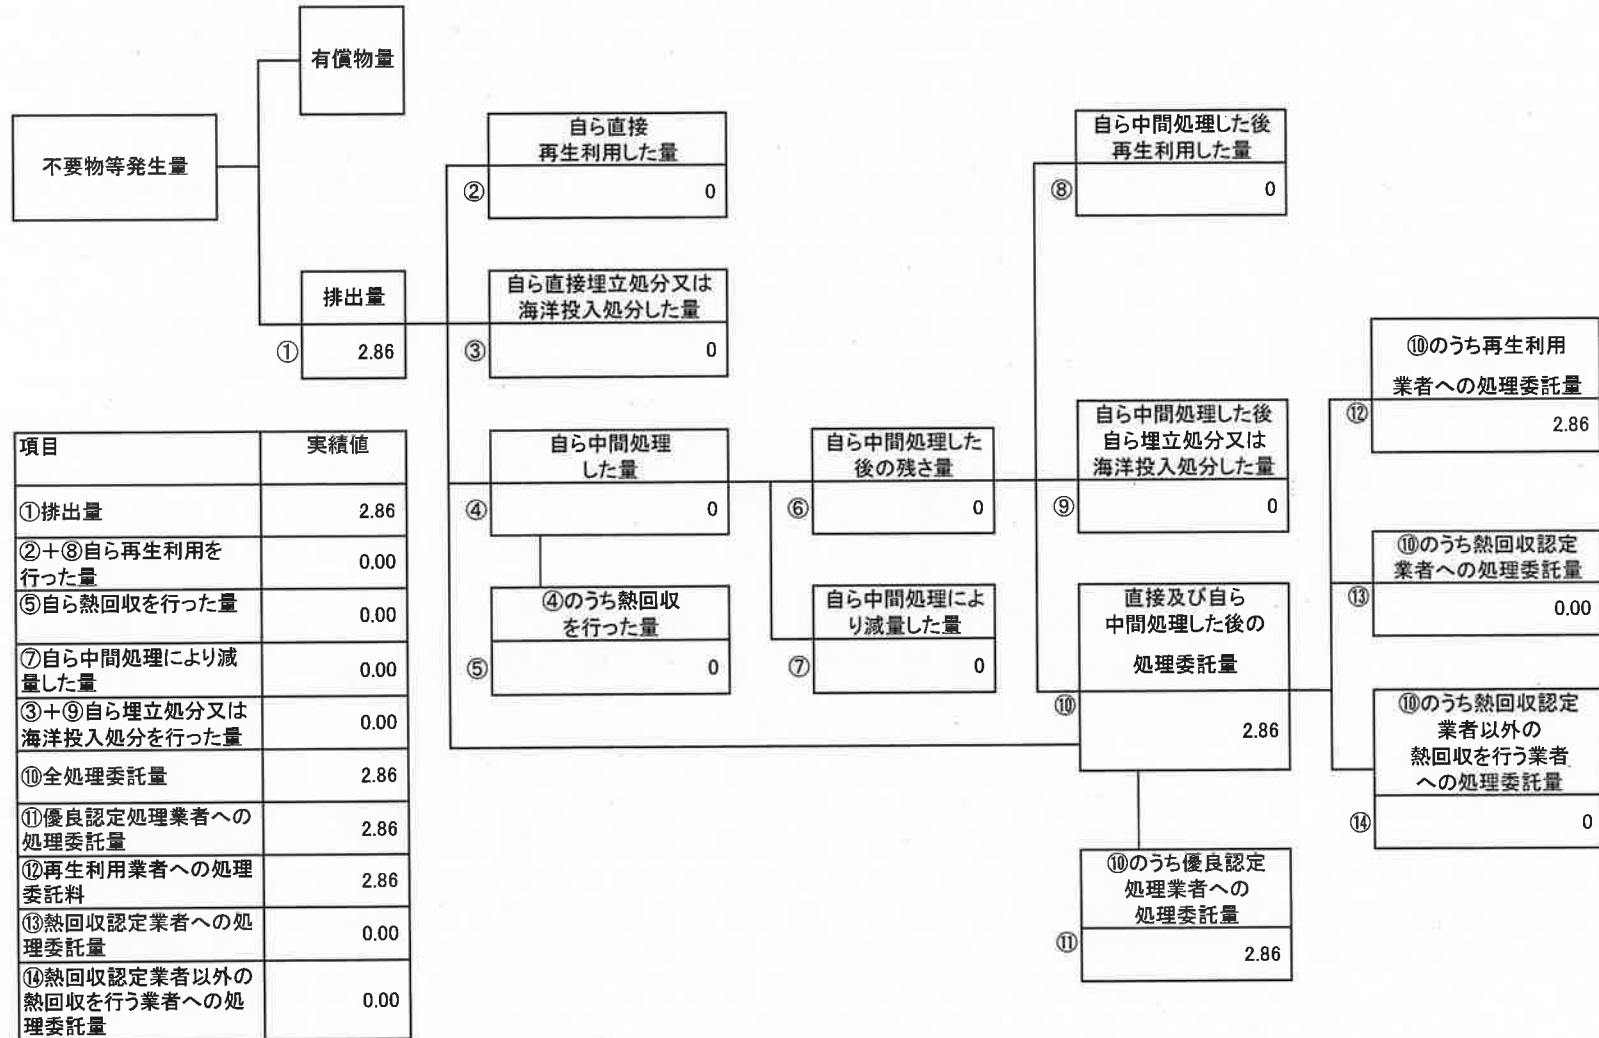 有償物量
不要物等発生量
自ら直接
再生利用した量
②
0
自ら中間処理した後
再生利用した量
⑧
0
排出量
①
2.86
自ら直接埋立処分又は
海洋投入処分した量
③
0
⑩のうち再生利用
業者への処理委託量
⑫
2.86
自ら中間処理
した量
④
0
自ら中間処理した
後の残さ量
⑥
0
自ら中間処理した後
自ら埋立処分又は
海洋投入処分した量
⑨
0
⑩のうち熱回収認定
業者への処理委託量
⑬
0.00
④のうち熱回収
を行った量
⑤
0
自ら中間処理によ
り減量した量
⑦
0
直接及び自ら
中間処理した後の
処理委託量
⑩
2.86
⑩のうち熱回収認定
業者以外の
熱回収を行う業者
への処理委託量
⑭
0
⑩のうち優良認定
処理業者への
処理委託量
⑪
2.86
項目 実績値
①排出量 2.86
②+⑧自ら再生利用を
行った量 0.00
⑤自ら熱回収を行った量 0.00
⑦自ら中間処理により減
量した量 0.00
③+⑨自ら埋立処分又は
海洋投入処分を行った量 0.00
⑩全処理委託量 2.86
⑪優良認定処理業者への
処理委託量 2.86
⑫再生利用業者への処理
委託料 2.86
⑬熱回収認定業者への処
理委託量 0.00
⑭熱回収認定業者以外の
熱回収を行う業者への処
理委託量 0.00